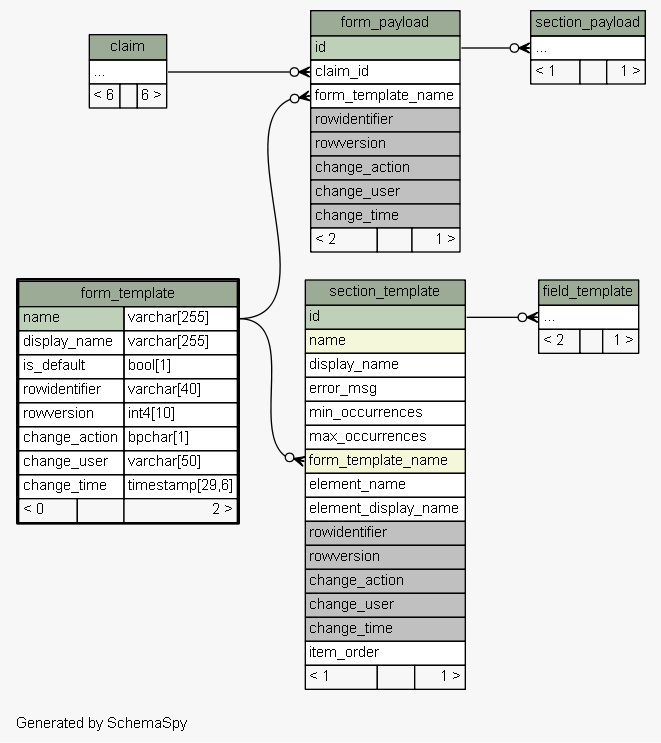 form_payload
id
claim_id
form_template_name
rowidentifier
rowversion
change_action
change_user
change_time
< 2 1 >
section_payload
...
< 1 1 >
claim
...
< 6 6 >
form_template
name varchar[255]
display_name varchar[255]
is_default bool[1]
rowidentifier varchar[40]
rowversion int4[10]
change_action bpchar[1]
change_user varchar[50]
change_time timestamp[29,6]
< 0 2 >
section_template
id
name
display_name
error_msg
min_occurrences
max_occurrences
form_template_name
element_name
element_display_name
rowidentifier
rowversion
change_action
change_user
change_time
item_order
< 1 1 >
field_template
...
< 2 1 >
Generated by SchemaSpy